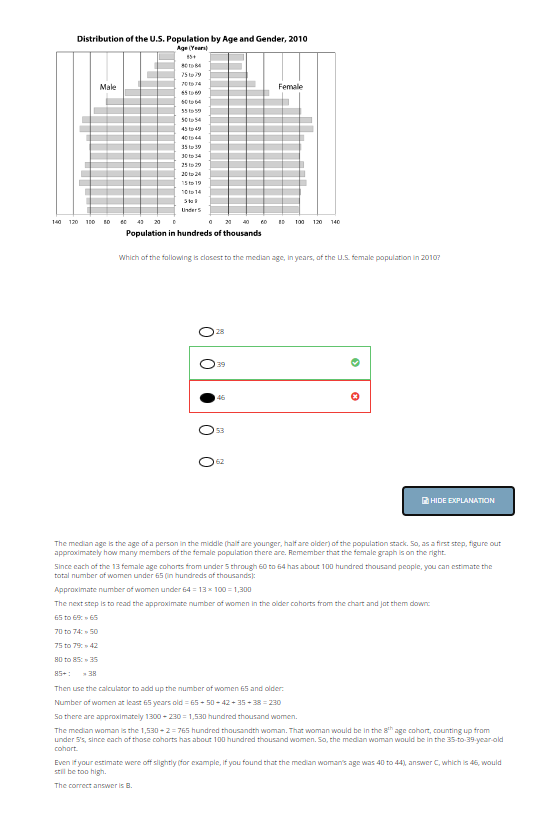 Distribution of the U.S. Population by Age and Gender, 2010
Age (Years)
85+
80 to 84
75 to 79
70 to 74
Male
65 to 69
Female
60 to 64
55 to 59
50 to 54
45 to 49
40 to 44
35 to 39
30 to 34
25 to 29
20 to 24
15 to 19
10 to 14
5 to 9
Under 5
140 120 100 80 60 40 20 0 0 20 40 60 80 100 120 140
Population in hundreds of thousands
Which of the following is closest to the median age, in years, of the U.S. female population in 2010?
28
39
46
53
62
HIDE EXPLANATION
The median age is the age of a person in the middle (half are younger, half are older) of the population stack. So, as a first step, figure out
approximately how many members of the female population there are. Remember that the female graph is on the right.
Since each of the 13 female age cohorts from under 5 through 60 to 64 has about 100 hundred thousand people, you can estimate the
total number of women under 65 (in hundreds of thousands):
Approximate number of women under 64 = 13 × 100 = 1,300
The next step is to read the approximate number of women in the older cohorts from the chart and jot them down:
65 to 69: ≈ 65
70 to 74: ≈ 50
75 to 79: ≈ 42
80 to 85: ≈ 35
85+ : ≈ 38
Then use the calculator to add up the number of women 65 and older:
Number of women at least 65 years old = 65 + 50 + 42 + 35 + 38 = 230
So there are approximately 1300 + 230 = 1,530 hundred thousand women.
The median woman is the 1,530 ÷ 2 = 765 hundred thousandth woman. That woman would be in the 8th age cohort, counting up from
under 5's, since each of those cohorts has about 100 hundred thousand women. So, the median woman would be in the 35-to-39-year-old
cohort.
Even if your estimate were off slightly (for example, if you found that the median woman's age was 40 to 44), answer C, which is 46, would
still be too high.
The correct answer is B.